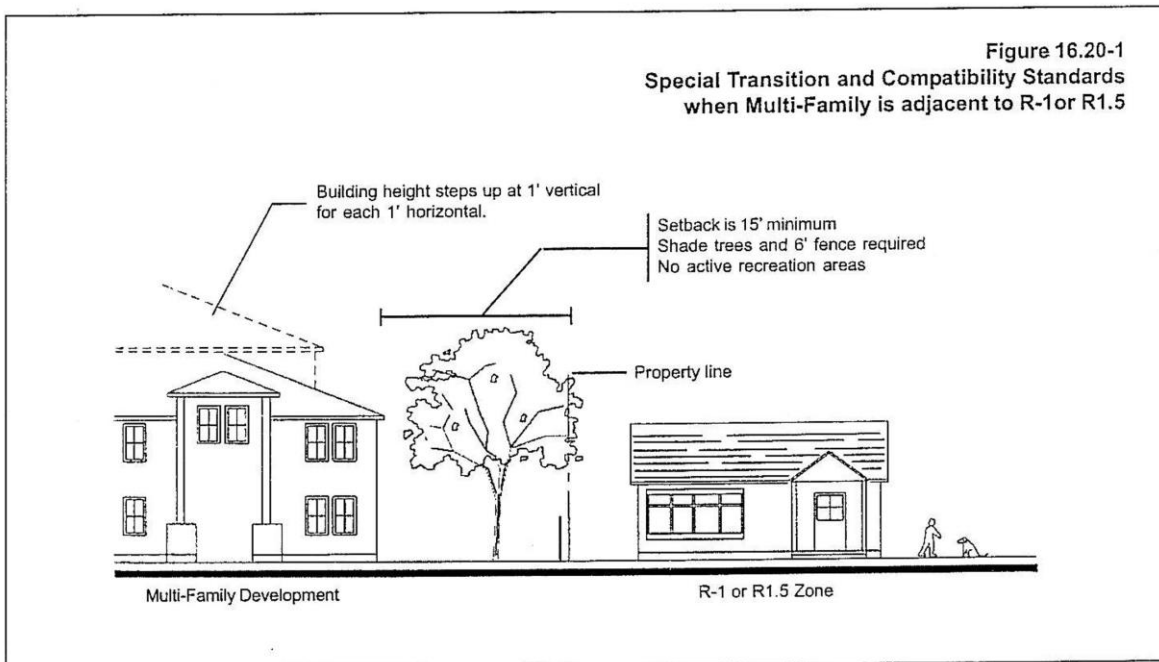 Figure 16.20-1
Special Transition and Compatibility Standards
when Multi-Family is adjacent to R-1or R1.5
Building height steps up at 1' vertical
for each 1' horizontal.
Setback is 15' minimum
Shade trees and 6' fence required
No active recreation areas
Property line
Multi-Family Development
R-1 or R1.5 Zone